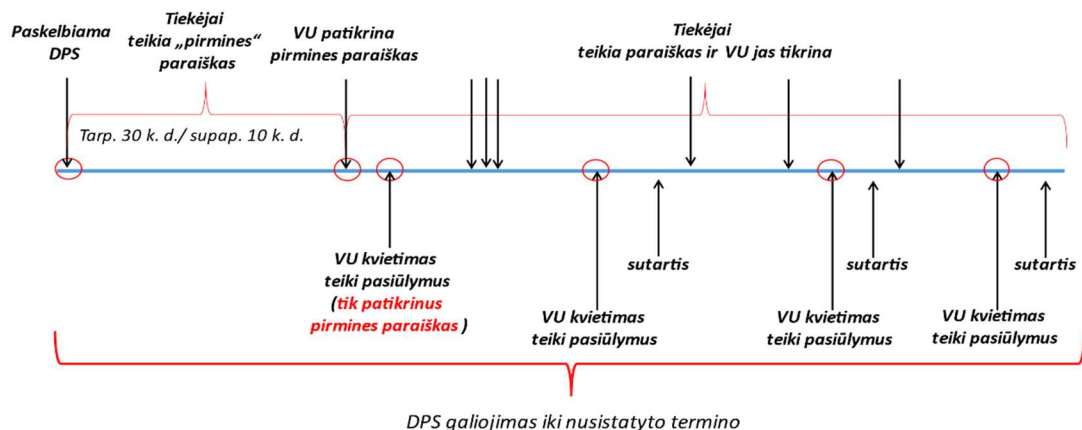 Paskelbiama
DPS
Tiekėjai
teikia „pirmines“
paraiškas
VU patikrina
pirmines paraiškas
Tiekėjai
teikia paraiškas ir VU jas tikrina
Tarp. 30 k. d./ supap. 10 k. d.
VU kvietimas
teiki pasiūlymus
(tik patikrinus
pirmines paraiškas )
VU kvietimas
teiki pasiūlymus
sutartis
VU kvietimas
teiki pasiūlymus
sutartis
VU kvietimas
teiki pasiūlymus
sutartis
DPS galiojimas iki nusistatyto termino